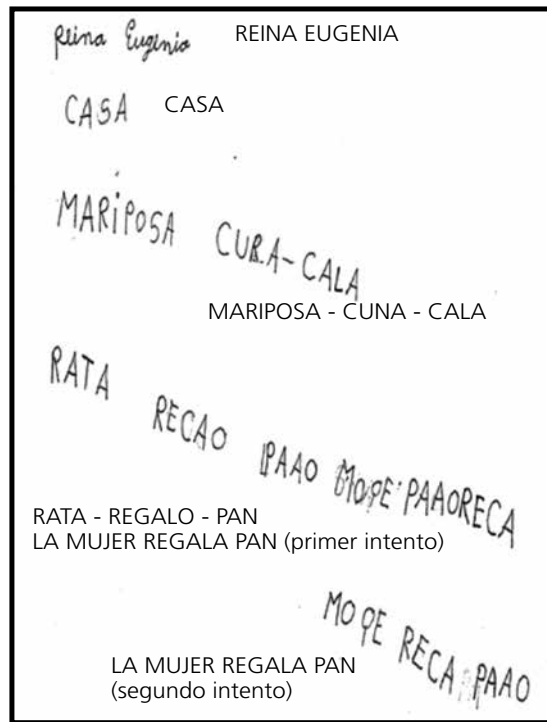 Reina Eugenia REINA EUGENIA
CASA CASA
MARiPOSA CURA-CALA
MARIPOSA - CUNA - CALA
RATA RECAO PAAO MOPE PAAORECA
RATA - REGALO - PAN
LA MUJER REGALA PAN (primer intento)
MOPE RECA PAAO
LA MUJER REGALA PAN
(segundo intento)